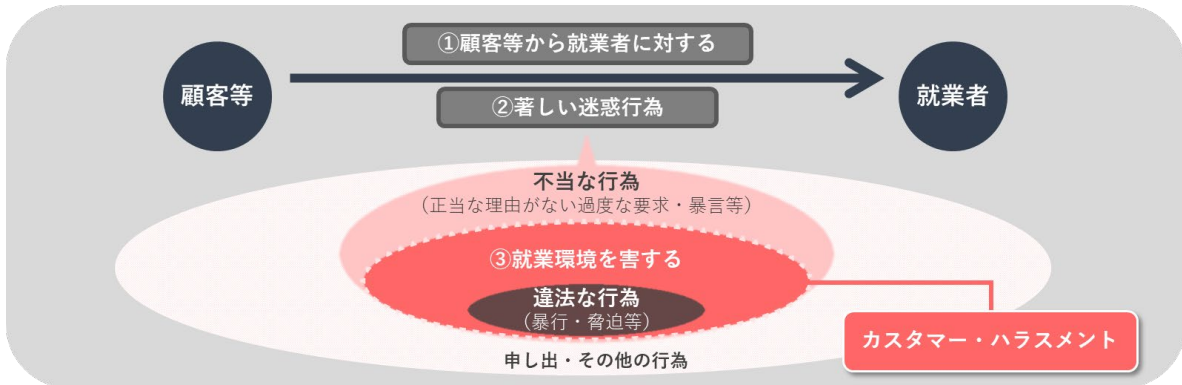 ①顧客等から就業者に対する
顧客等
就業者
②著しい迷惑行為
不当な行為
（正当な理由がない過度な要求・暴言等）
③就業環境を害する
違法な行為
（暴行・脅迫等）
カスタマー・ハラスメント
申し出・その他の行為